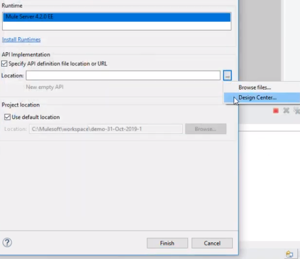 Runtime
Mule Server 4.2.0 EE
Install Runtimes
API Implementation
Specify API definition file location or URL
Location:
...
Browse files...
New empty API
Design Center...
Project location
Use default location
Location: C:\Mulesoft\workspace\demo-31-Oct-2019-1
Browse...
?
Finish Cancel